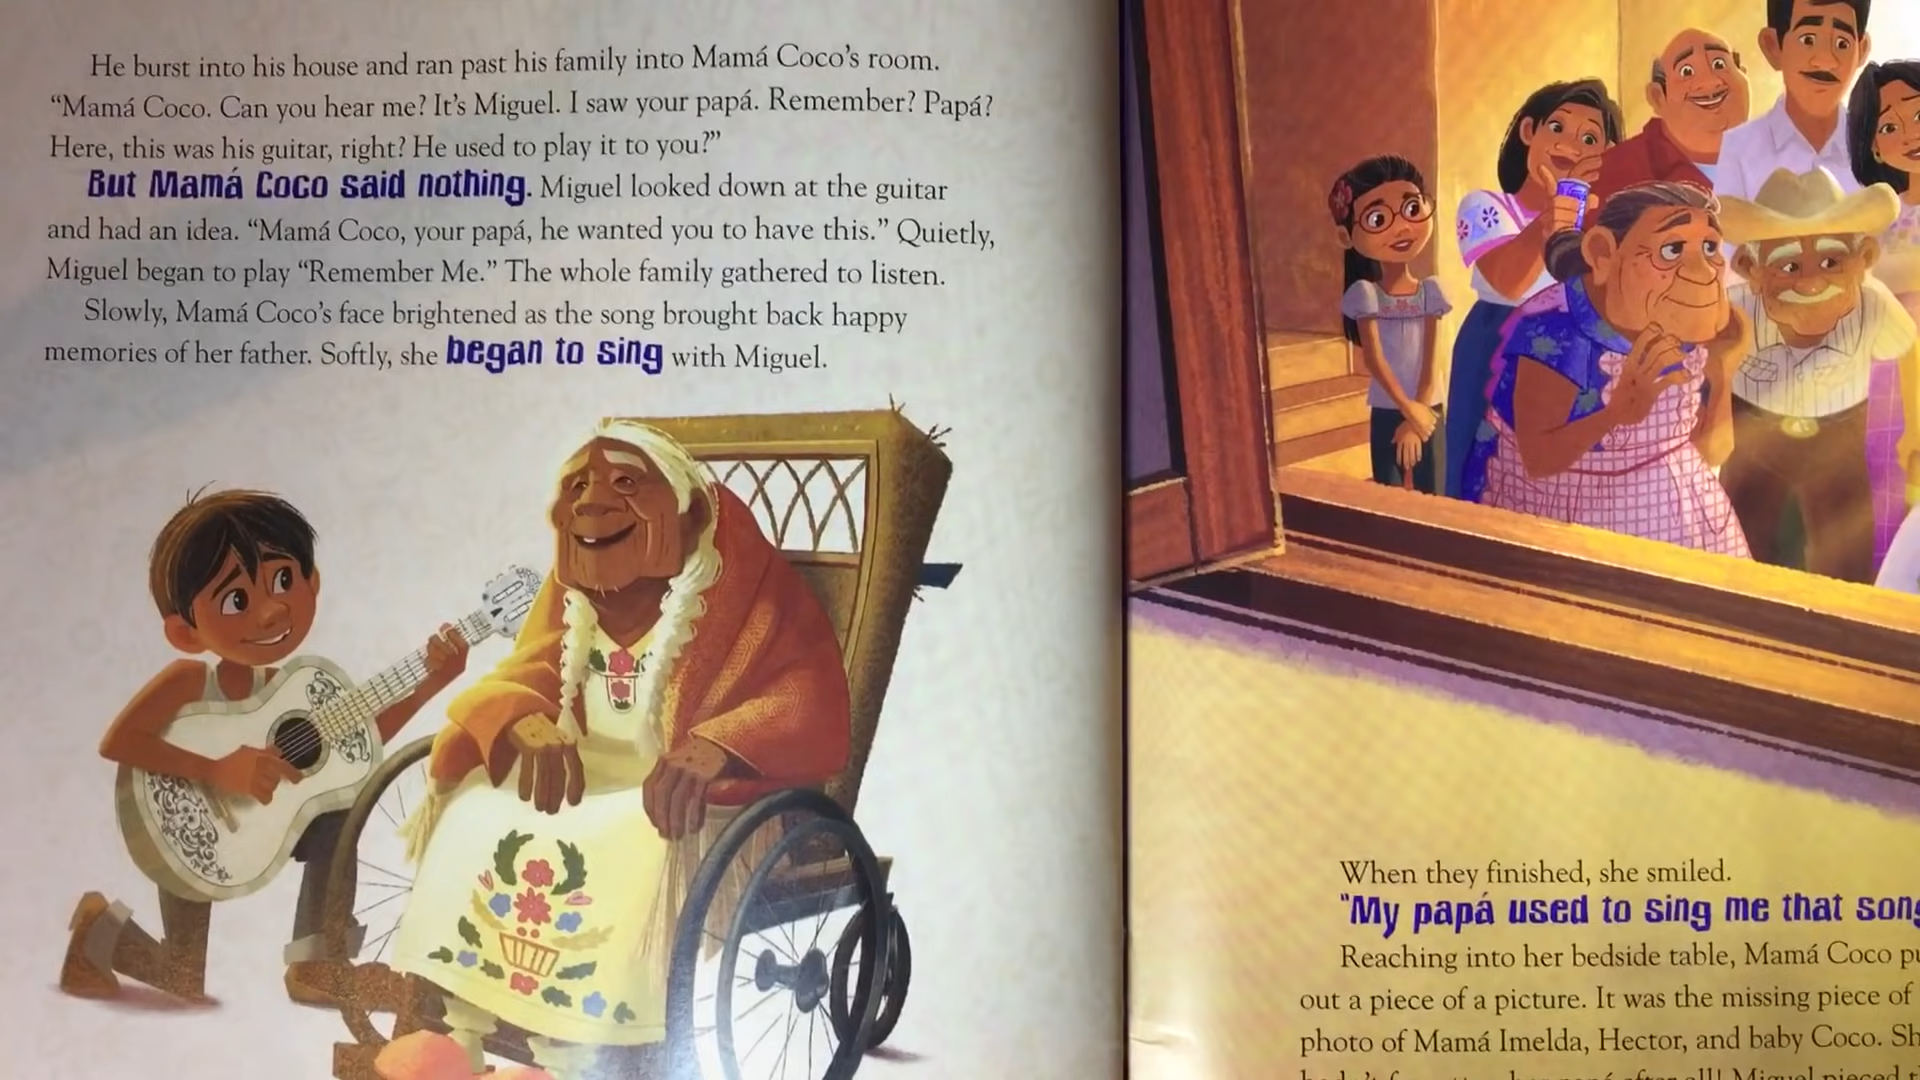 He burst into his house and ran past his family into Mamá Coco’s room.
“Mamá Coco. Can you hear me? It’s Miguel. I saw your papá. Remember? Papá?
Here, this was his guitar, right? He used to play it to you?”
But Mamá Coco said nothing. Miguel looked down at the guitar
and had an idea. “Mamá Coco, your papá, he wanted you to have this.” Quietly,
Miguel began to play “Remember Me.” The whole family gathered to listen.
Slowly, Mamá Coco’s face brightened as the song brought back happy
memories of her father. Softly, she began to sing with Miguel.
When they finished, she smiled.
"My papá used to sing me that song
Reaching into her bedside table, Mamá Coco
out a piece of a picture. It was the missing piece of
photo of Mamá Imelda, Hector, and baby Coco.
papá after all! Miguel pieced